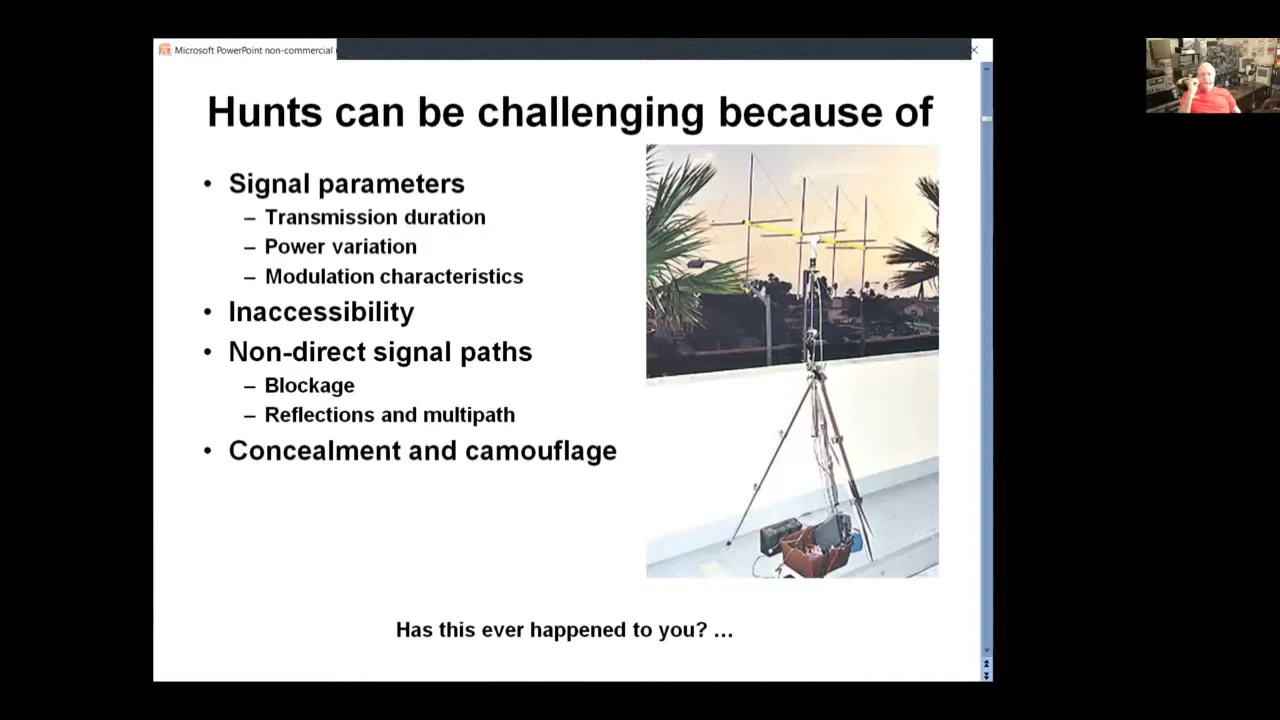 Microsoft PowerPoint non-commercial
Hunts can be challenging because of
• Signal parameters
– Transmission duration
– Power variation
– Modulation characteristics
• Inaccessibility
• Non-direct signal paths
– Blockage
– Reflections and multipath
• Concealment and camouflage
Has this ever happened to you? …